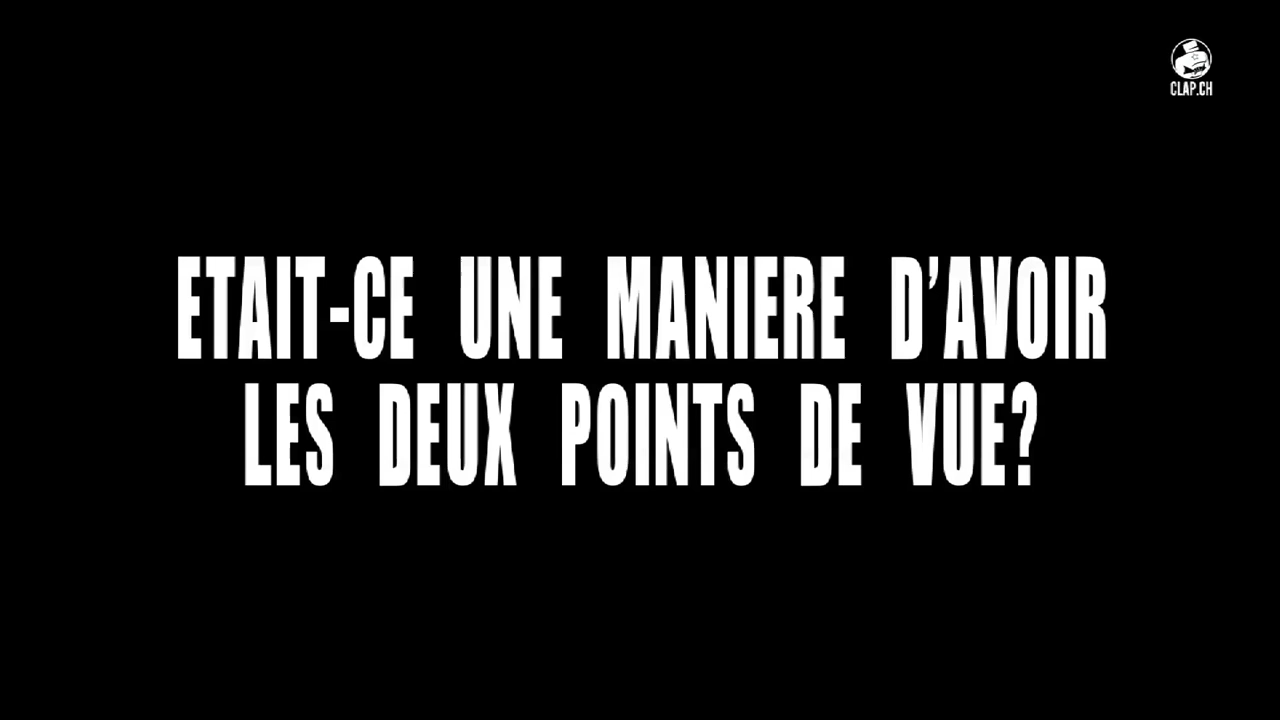 CLAP.CH
ETAIT-CE UNE MANIERE D'AVOIR
LES DEUX POINTS DE VUE?